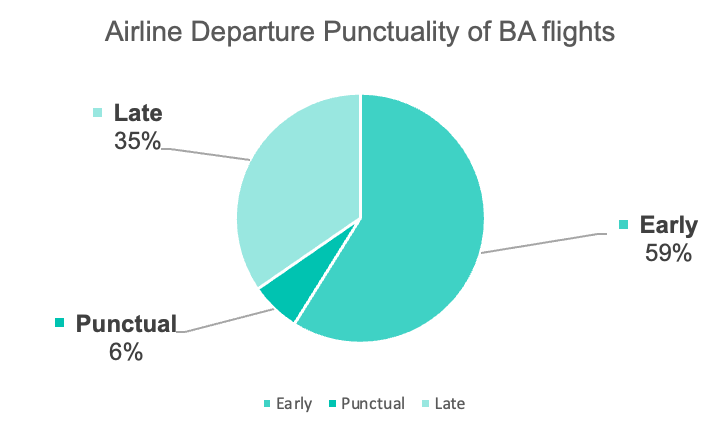 Airline Departure Punctuality of BA flights
Late
35%
Early
59%
Punctual
6%
Early Punctual Late